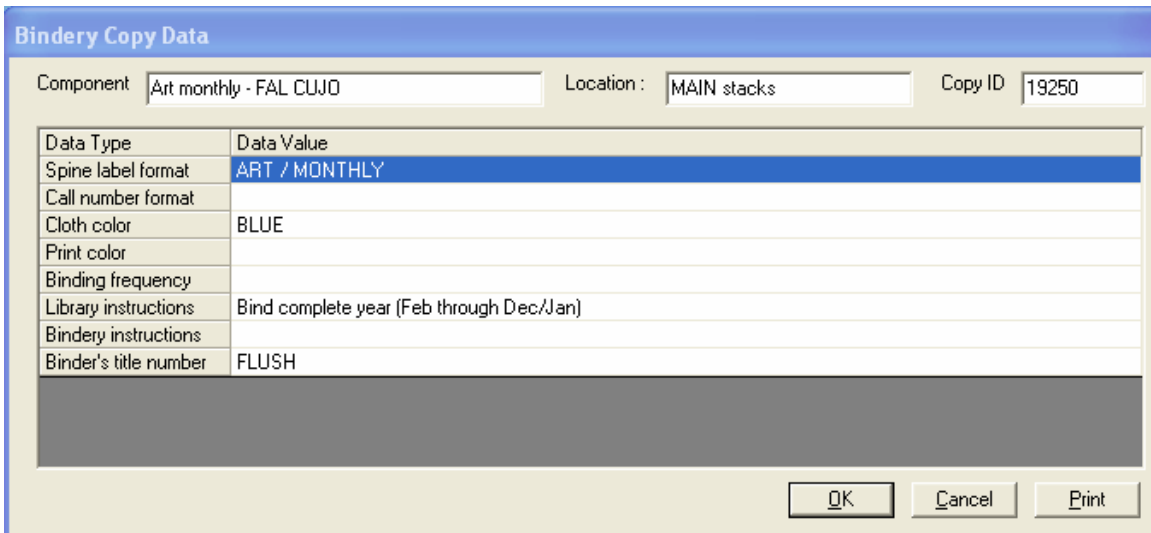 Bindery Copy Data
Component Art monthly - FAL CUJO Location : MAIN stacks Copy ID 19250
Data Type Data Value
Spine label format ART / MONTHLY
Call number format
Cloth color BLUE
Print color
Binding frequency
Library instructions Bind complete year (Feb through Dec/Jan)
Bindery instructions
Binder's title number FLUSH
OK Cancel Print